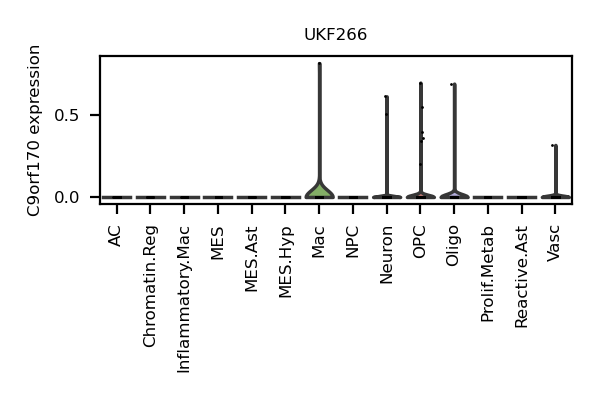 UKF266
C9orf170 expression
0.5
0.0
AC
Chromatin.Reg
Inflammatory.Mac
MES
MES.Ast
MES.Hyp
Mac
NPC
Neuron
OPC
Oligo
Prolif.Metab
Reactive.Ast
Vasc